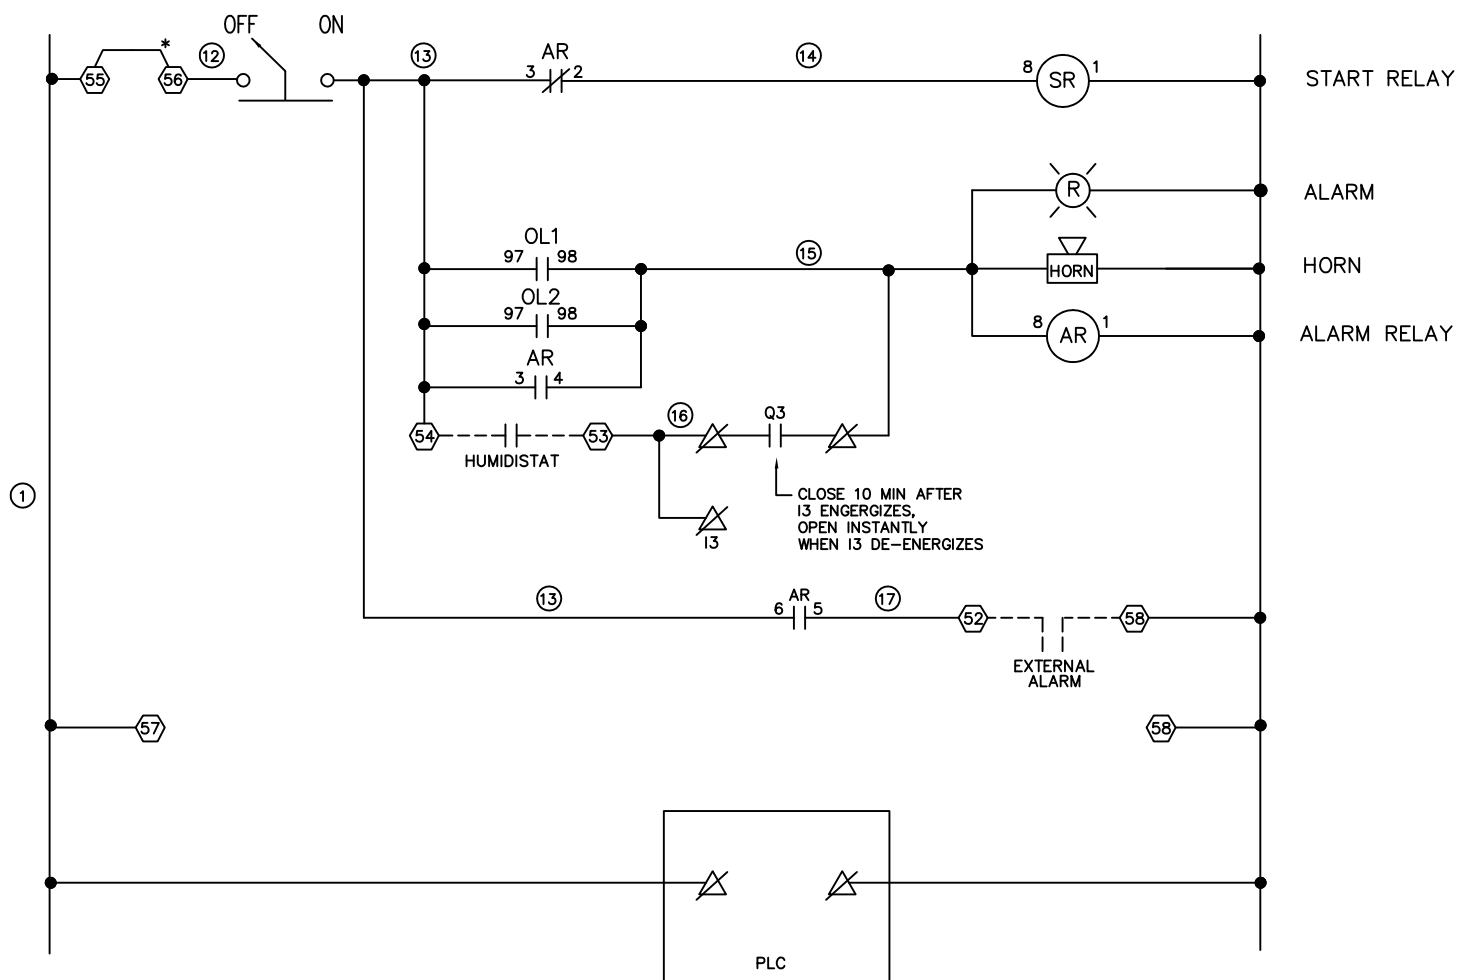 OFF ON
* 12 13 AR 14
55 56 3 2 8 SR 1 START RELAY
R ALARM
OL1
97 98 15
HORN HORN
OL2
97 98
8 AR 1 ALARM RELAY
AR
3 4
16 Q3
54 53
HUMIDISTAT
1
CLOSE 10 MIN AFTER
I3 ENGERGIZES,
OPEN INSTANTLY
WHEN I3 DE-ENERGIZES
I3
13 AR 17
6 5 52 58
EXTERNAL
ALARM
57 58
PLC